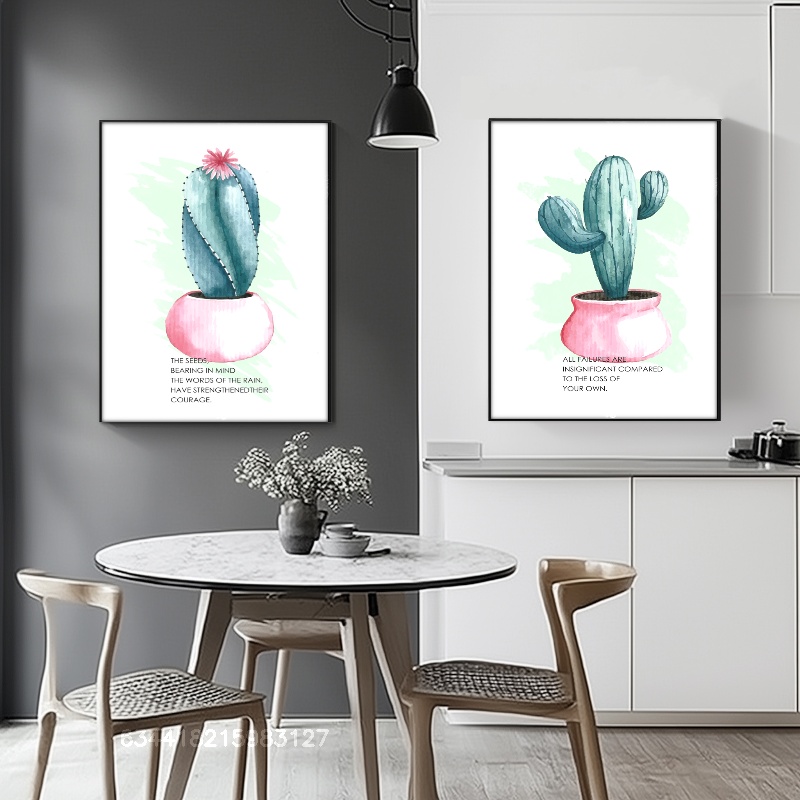 THE SEEDS,
BEARING IN MIND
THE WORDS OF THE RAIN,
HAVE STRENGTHENEDTHEIR
COURAGE.
ALL FAILURES ARE
INSIGNIFICANT COMPARED
TO THE LOSS OF
YOUR OWN.
634418215983127